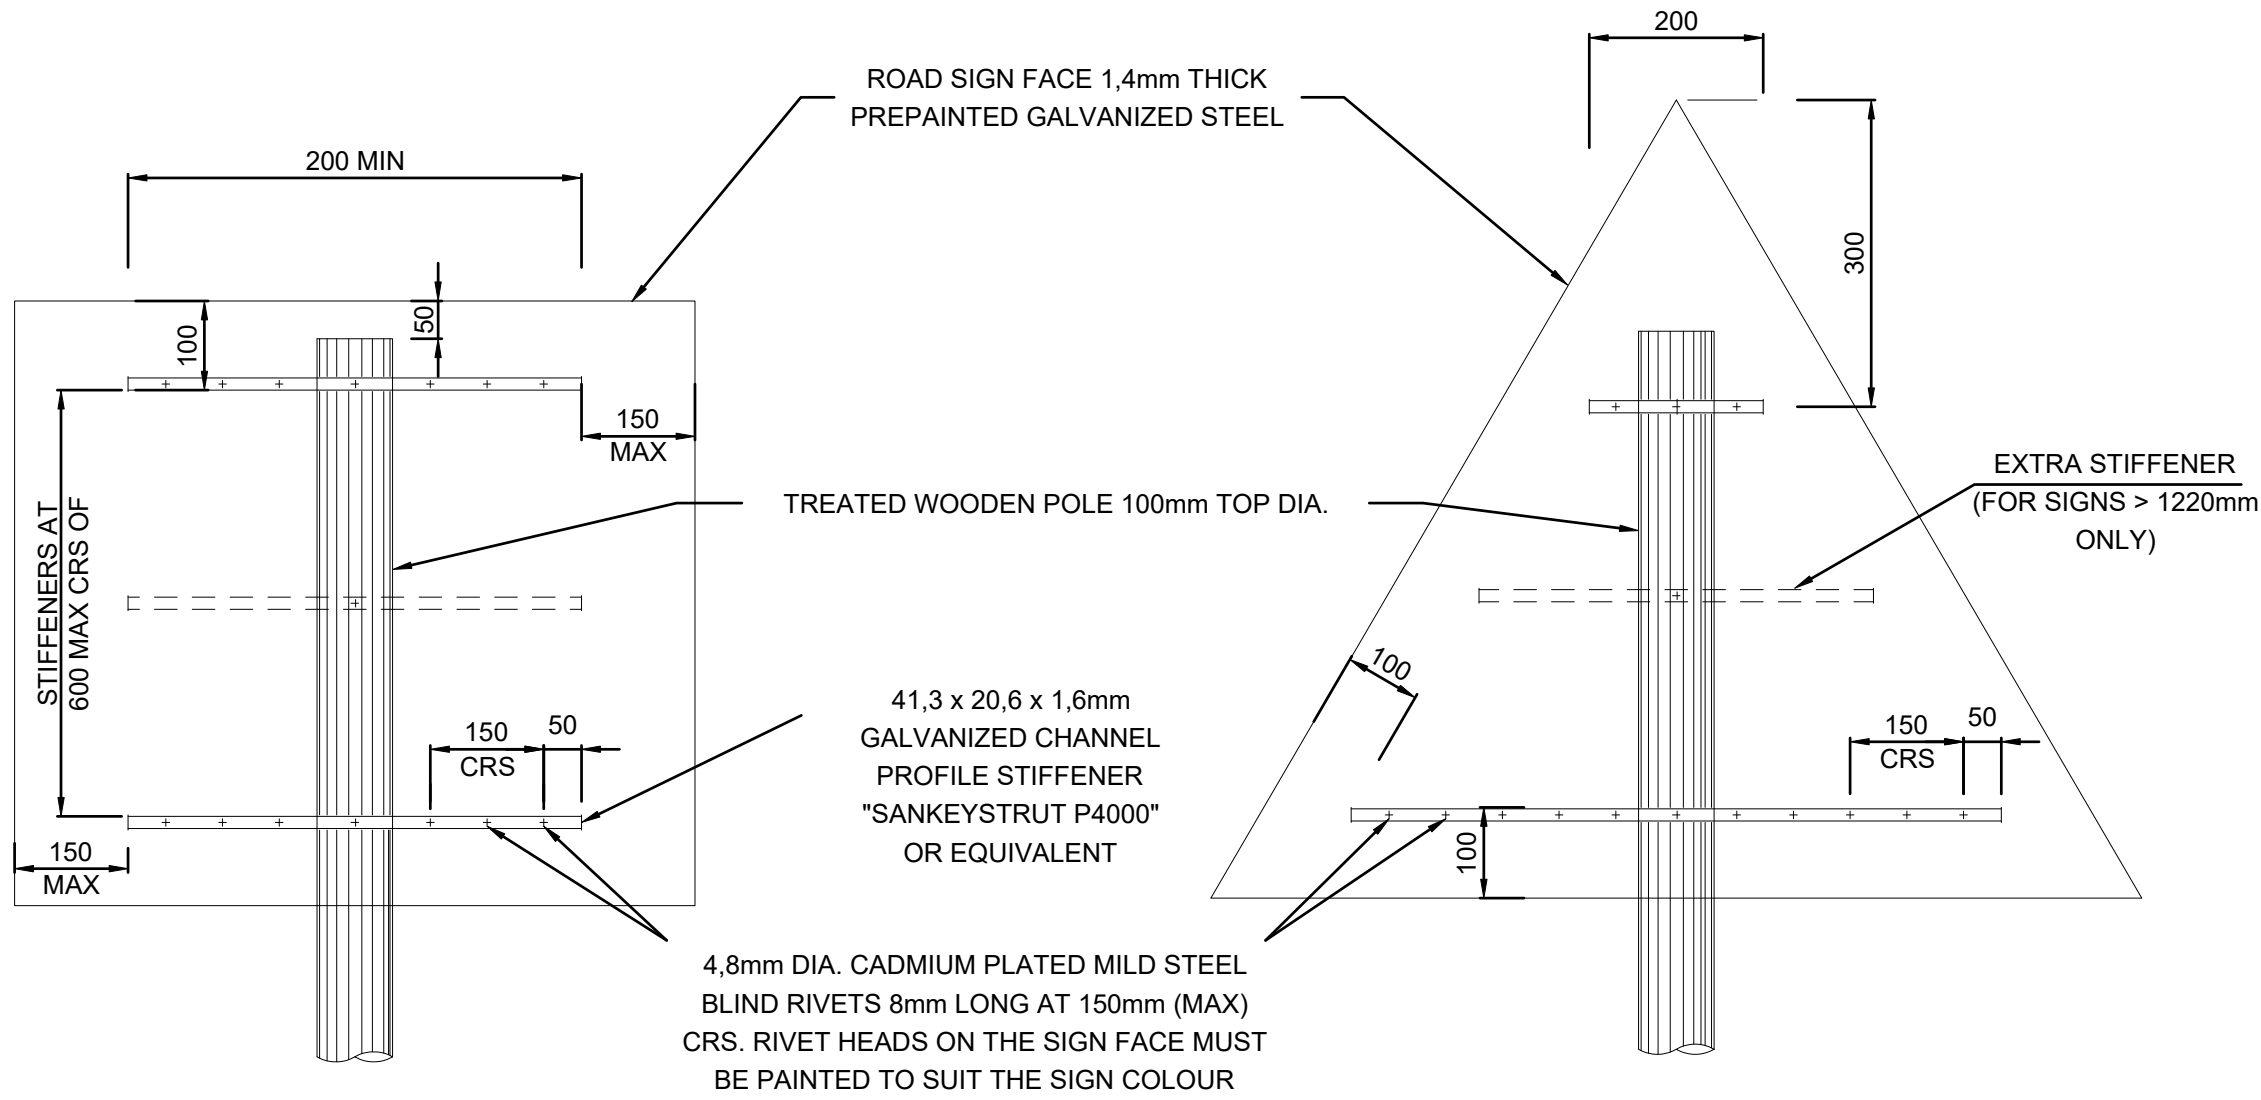 200
ROAD SIGN FACE 1,4mm THICK
PREPAINTED GALVANIZED STEEL
200 MIN
300
50
100
150
MAX
EXTRA STIFFENER
(FOR SIGNS > 1220mm
ONLY)
TREATED WOODEN POLE 100mm TOP DIA.
STIFFENERS AT
600 MAX CRS OF
100
41,3 x 20,6 x 1,6mm
GALVANIZED CHANNEL
PROFILE STIFFENER
"SANKEYSTRUT P4000"
OR EQUIVALENT
150
CRS
50
150
CRS
50
150
MAX
100
4,8mm DIA. CADMIUM PLATED MILD STEEL
BLIND RIVETS 8mm LONG AT 150mm (MAX)
CRS. RIVET HEADS ON THE SIGN FACE MUST
BE PAINTED TO SUIT THE SIGN COLOUR